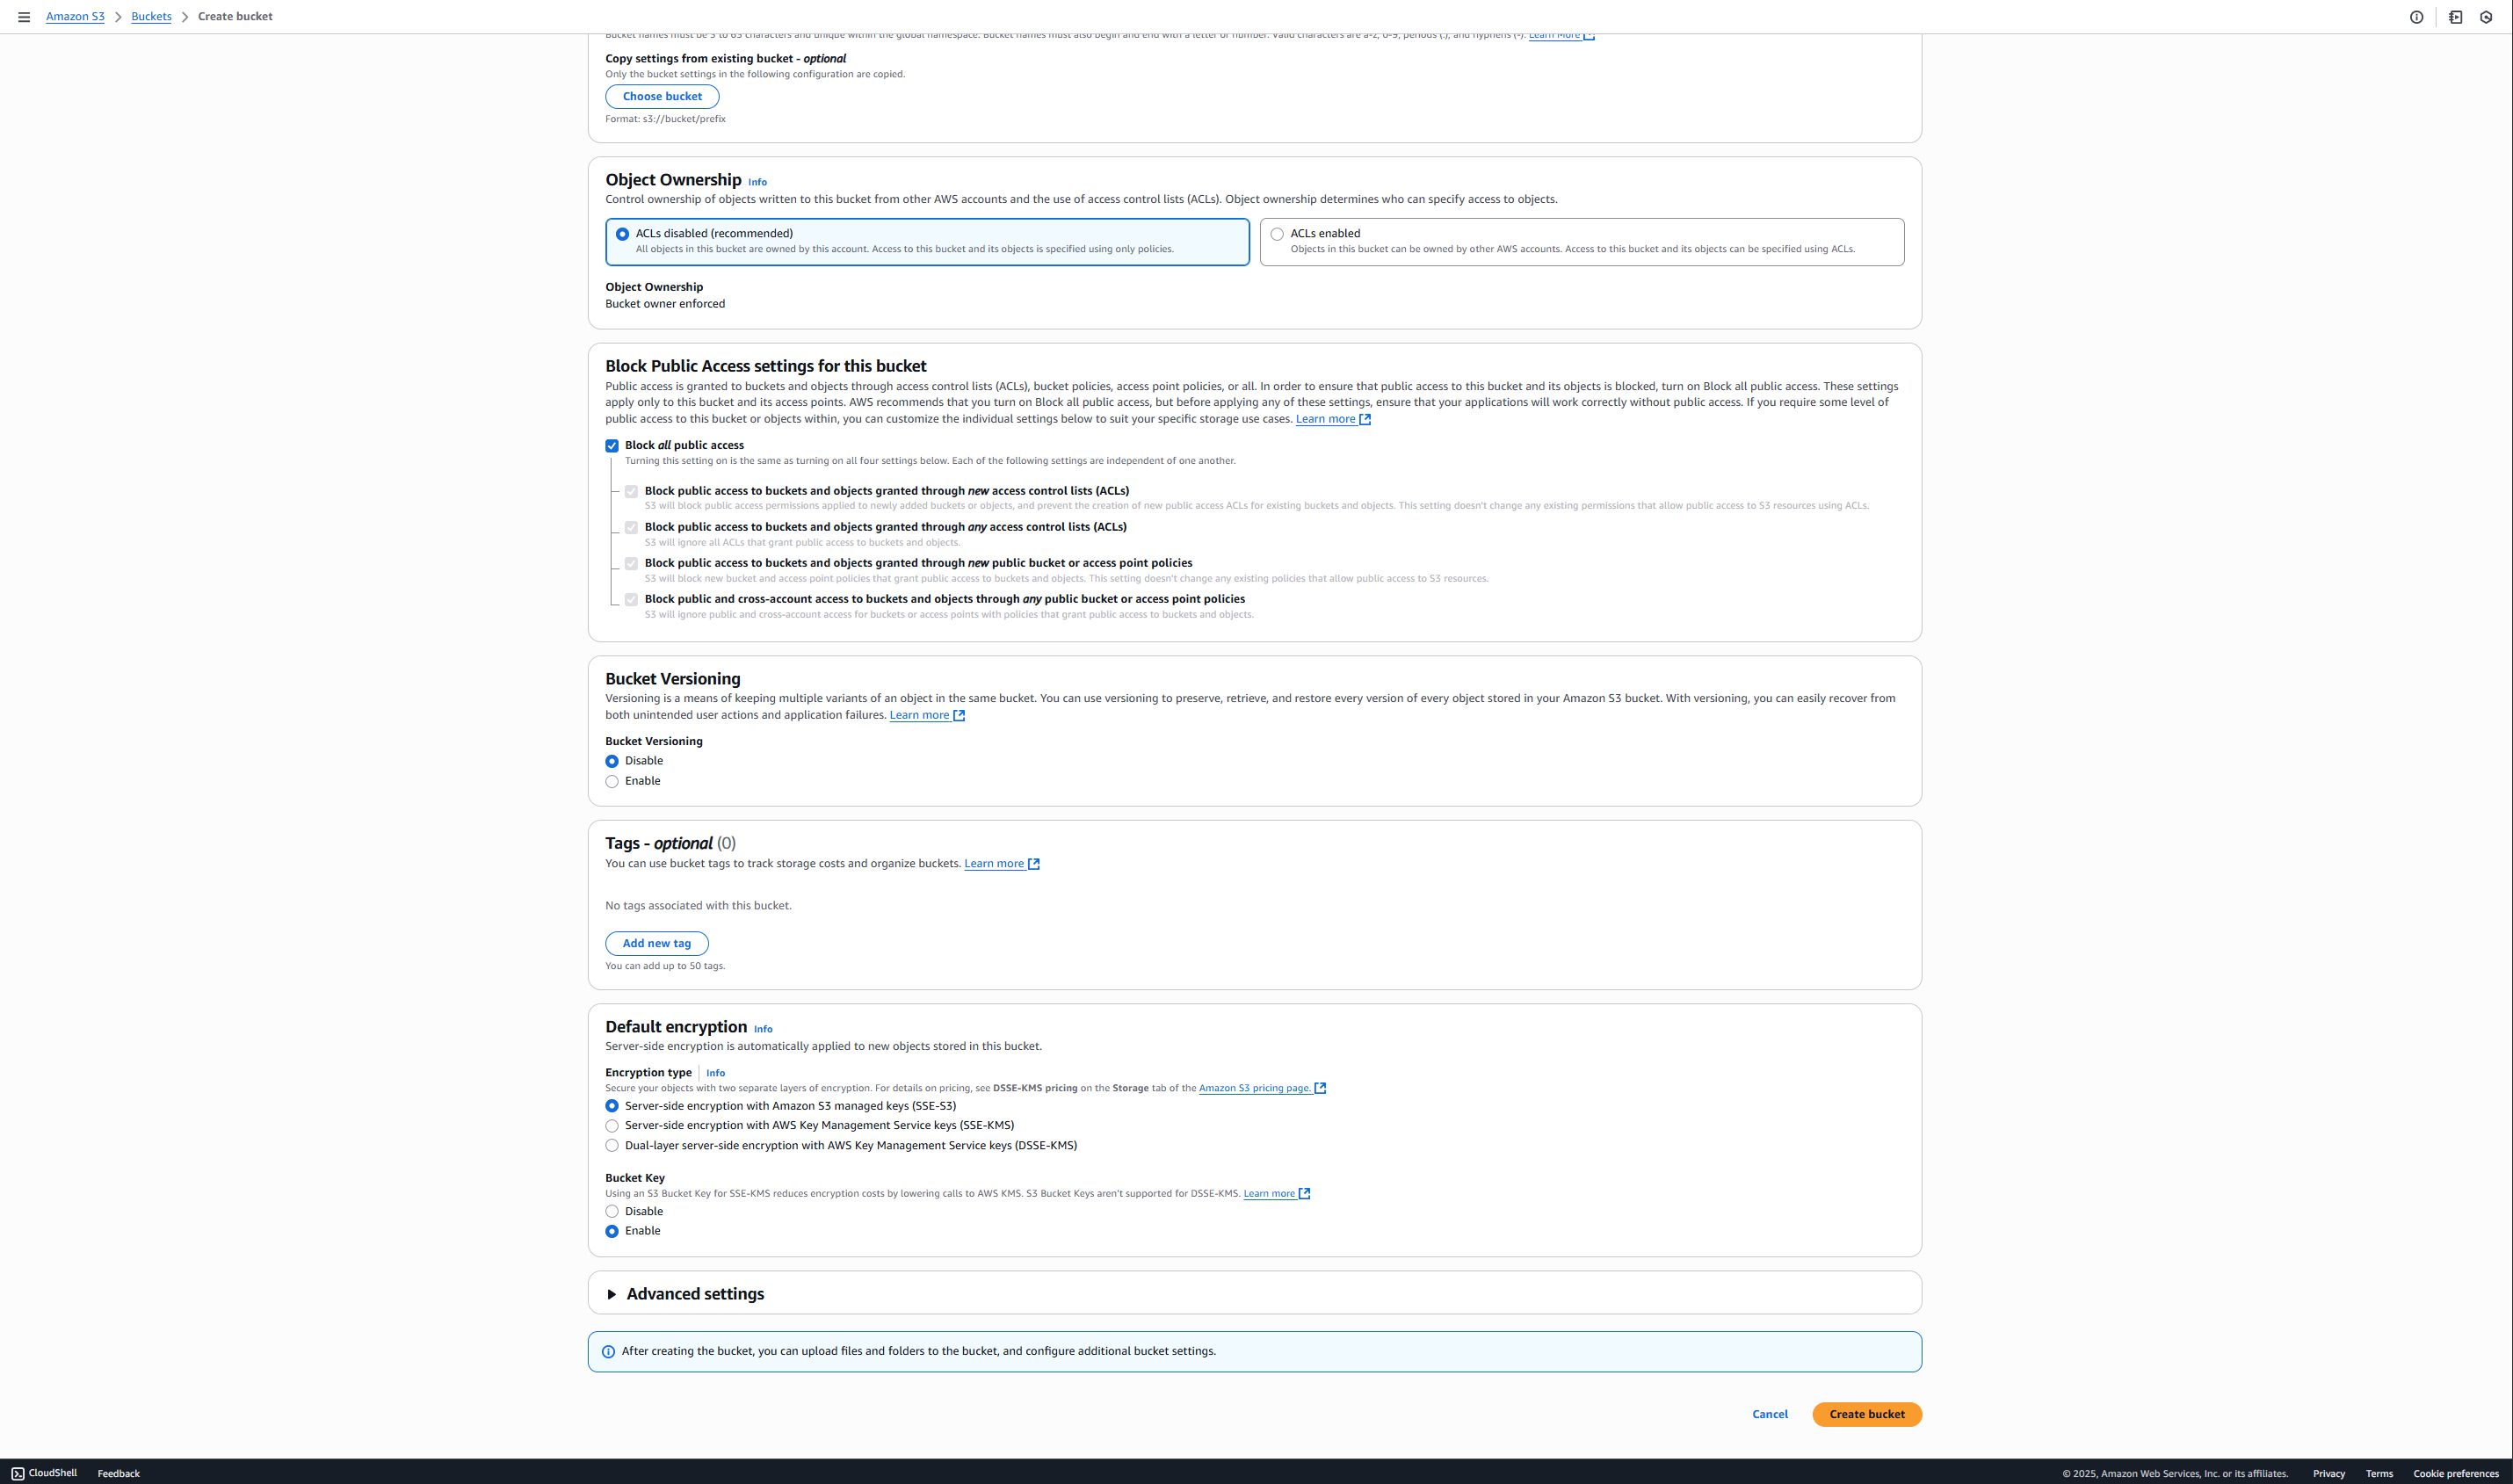 Amazon S3 > Buckets > Create bucket
Bucket names must be 3 to 63 characters and unique within the global namespace. Bucket names must also begin and end with a letter or number. Valid characters are a-z, 0-9, periods (.), and hyphens (-). Learn More
Copy settings from existing bucket - optional
Only the bucket settings in the following configuration are copied.
Choose bucket
Format: s3://bucket/prefix
Object Ownership Info
Control ownership of objects written to this bucket from other AWS accounts and the use of access control lists (ACLs). Object ownership determines who can specify access to objects.
ACLs disabled (recommended)
All objects in this bucket are owned by this account. Access to this bucket and its objects is specified using only policies.
ACLs enabled
Objects in this bucket can be owned by other AWS accounts. Access to this bucket and its objects can be specified using ACLs.
Object Ownership
Bucket owner enforced
Block Public Access settings for this bucket
Public access is granted to buckets and objects through access control lists (ACLs), bucket policies, access point policies, or all. In order to ensure that public access to this bucket and its objects is blocked, turn on Block all public access. These settings
apply only to this bucket and its access points. AWS recommends that you turn on Block all public access, but before applying any of these settings, ensure that your applications will work correctly without public access. If you require some level of
public access to this bucket or objects within, you can customize the individual settings below to suit your specific storage use cases. Learn more
Block all public access
Turning this setting on is the same as turning on all four settings below. Each of the following settings are independent of one another.
Block public access to buckets and objects granted through new access control lists (ACLs)
S3 will block public access permissions applied to newly added buckets or objects, and prevent the creation of new public access ACLs for existing buckets and objects. This setting doesn't change any existing permissions that allow public access to S3 resources using ACLs.
Block public access to buckets and objects granted through any access control lists (ACLs)
S3 will ignore all ACLs that grant public access to buckets and objects.
Block public access to buckets and objects granted through new public bucket or access point policies
S3 will block new bucket and access point policies that grant public access to buckets and objects. This setting doesn't change any existing policies that allow public access to S3 resources.
Block public and cross-account access to buckets and objects through any public bucket or access point policies
S3 will ignore public and cross-account access for buckets or access points with policies that grant public access to buckets and objects.
Bucket Versioning
Versioning is a means of keeping multiple variants of an object in the same bucket. You can use versioning to preserve, retrieve, and restore every version of every object stored in your Amazon S3 bucket. With versioning, you can easily recover from
both unintended user actions and application failures. Learn more
Bucket Versioning
Disable
Enable
Tags - optional (0)
You can use bucket tags to track storage costs and organize buckets. Learn more
No tags associated with this bucket.
Add new tag
You can add up to 50 tags.
Default encryption Info
Server-side encryption is automatically applied to new objects stored in this bucket.
Encryption type Info
Secure your objects with two separate layers of encryption. For details on pricing, see DSSE-KMS pricing on the Storage tab of the Amazon S3 pricing page.
Server-side encryption with Amazon S3 managed keys (SSE-S3)
Server-side encryption with AWS Key Management Service keys (SSE-KMS)
Dual-layer server-side encryption with AWS Key Management Service keys (DSSE-KMS)
Bucket Key
Using an S3 Bucket Key for SSE-KMS reduces encryption costs by lowering calls to AWS KMS. S3 Bucket Keys aren't supported for DSSE-KMS. Learn more
Disable
Enable
Advanced settings
After creating the bucket, you can upload files and folders to the bucket, and configure additional bucket settings.
Cancel Create bucket
CloudShell Feedback © 2025, Amazon Web Services, Inc. or its affiliates. Privacy Terms Cookie preferences